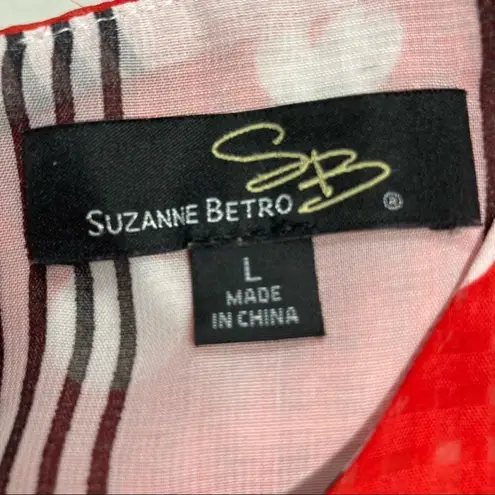 SB
SUZANNE BETRO ®
L
MADE
IN CHINA